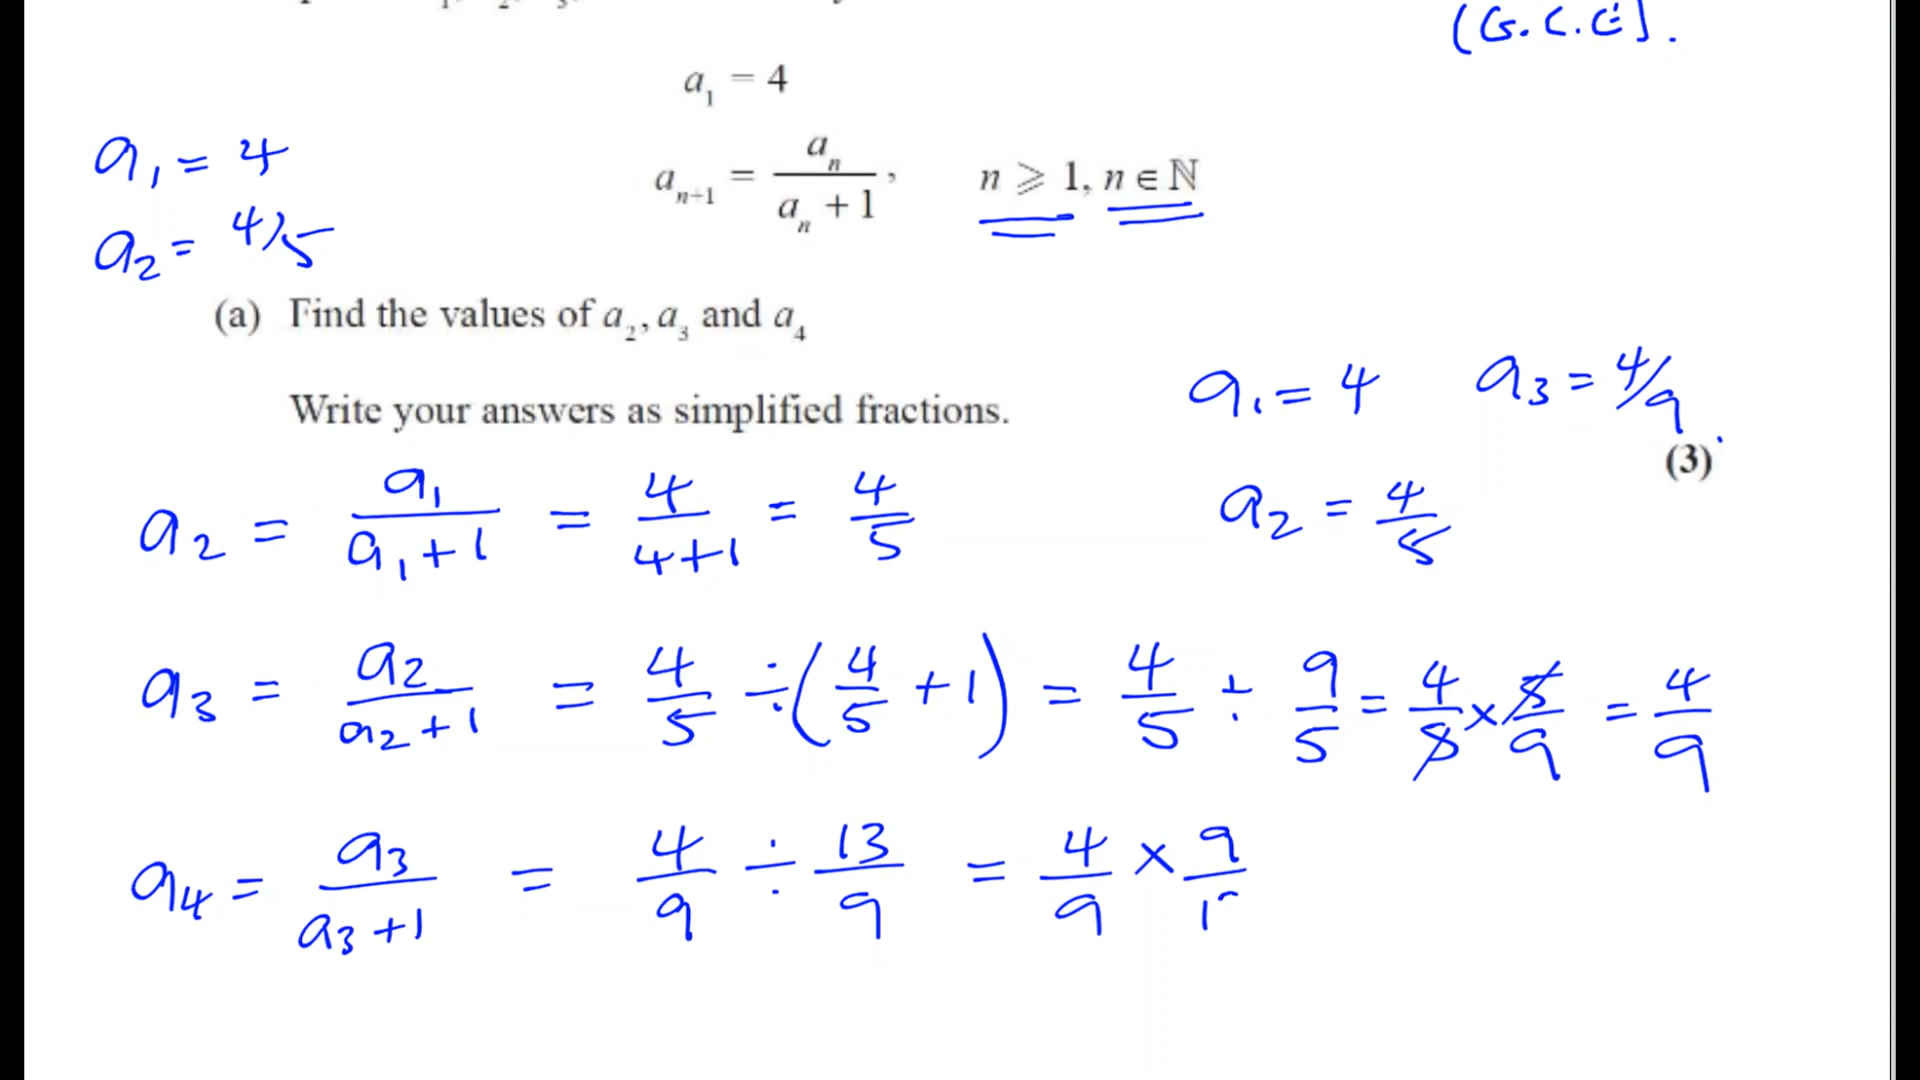 (G.C.E).
a₁ = 4
aₙ₊₁ = aₙ / (aₙ + 1), n ⩾ 1, n ∈ ℕ
a₁ = 4
a₂ = 4/5
(a) Find the values of a₂, a₃ and a₄
Write your answers as simplified fractions.
(3)
a₁ = 4 a₃ = 4/9
a₂ = 4/5
a₂ = a₁ / (a₁ + 1) = 4 / (4+1) = 4/5
a₃ = a₂ / (a₂ + 1) = 4/5 ÷ (4/5 + 1) = 4/5 ÷ 9/5 = 4/5 × 5/9 = 4/9
a₄ = a₃ / (a₃ + 1) = 4/9 ÷ 13/9 = 4/9 × 9/1